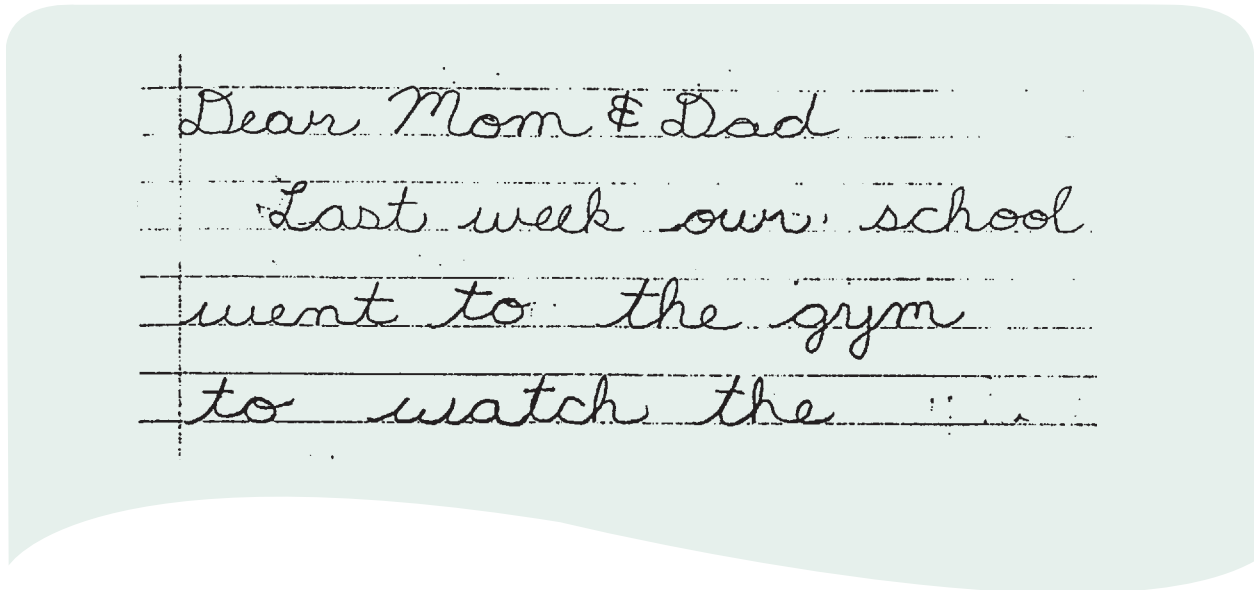 Dear Mom & Dad
Last week our school
went to the gym
to watch the